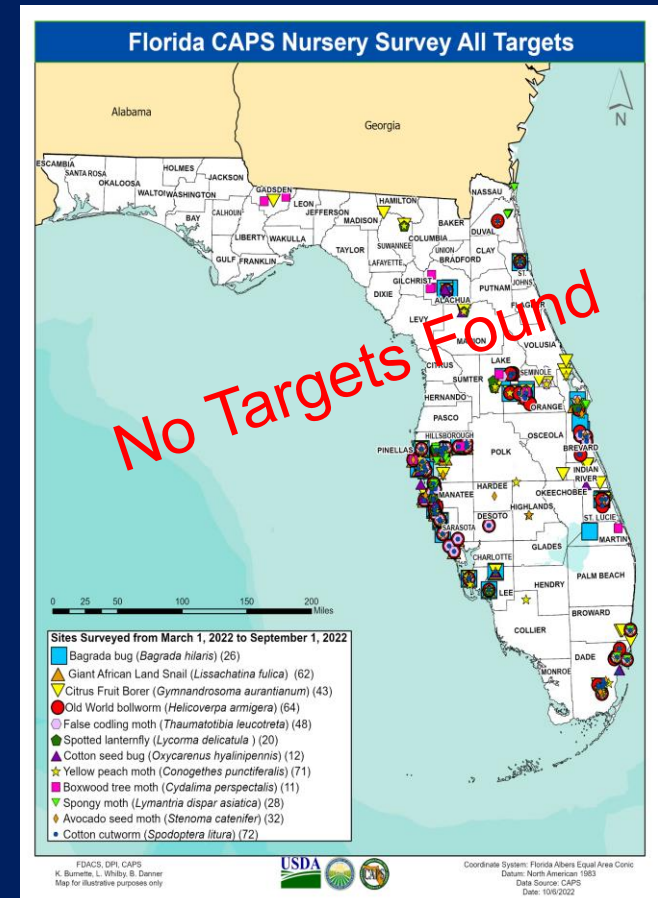 Florida CAPS Nursery Survey All Targets
Alabama
Georgia
N
ESCAMBIA
SANTA ROSA
OKALOOSA
WALTON
WASHINGTON
HOLMES
JACKSON
BAY
CALHOUN
GULF
FRANKLIN
LIBERTY
GADSDEN
LEON
WAKULLA
JEFFERSON
MADISON
TAYLOR
HAMILTON
SUWANNEE
LAFAYETTE
DIXIE
COLUMBIA
BAKER
UNION
BRADFORD
NASSAU
DUVAL
CLAY
ST. JOHNS
GILCHRIST
ALACHUA
PUTNAM
FLAGLER
LEVY
MARION
VOLUSIA
No Targets Found
CITRUS
SUMTER
LAKE
SEMINOLE
HERNANDO
ORANGE
PASCO
HILLSBOROUGH
PINELLAS
POLK
OSCEOLA
BREVARD
INDIAN RIVER
MANATEE
HARDEE
OKEECHOBEE
HIGHLANDS
ST. LUCIE
SARASOTA
DESOTO
MARTIN
CHARLOTTE
GLADES
LEE
HENDRY
PALM BEACH
COLLIER
BROWARD
MONROE
DADE
0 25 50 100 150 200
Miles
Sites Surveyed from March 1, 2022 to September 1, 2022
Bagrada bug (Bagrada hilaris) (26)
Giant African Land Snail (Lissachatina fulica) (62)
Citrus Fruit Borer (Gymnandrosoma aurantianum) (43)
Old World bollworm (Helicoverpa armigera) (64)
False codling moth (Thaumatotibia leucotreta) (48)
Spotted lanternfly (Lycorma delicatula ) (20)
Cotton seed bug (Oxycarenus hyalinipennis) (12)
Yellow peach moth (Conogethes punctiferalis) (71)
Boxwood tree moth (Cydalima perspectalis) (11)
Spongy moth (Lymantria dispar asiatica) (28)
Avocado seed moth (Stenoma catenifer) (32)
Cotton cutworm (Spodoptera litura) (72)
FDACS, DPI, CAPS
K. Burnette, L. Whilby, B. Danner
Map for illustrative purposes only
USDA
CAPS
Coordinate System: Florida Albers Equal Area Conic
Datum: North American 1983
Data Source: CAPS
Date: 10/6/2022